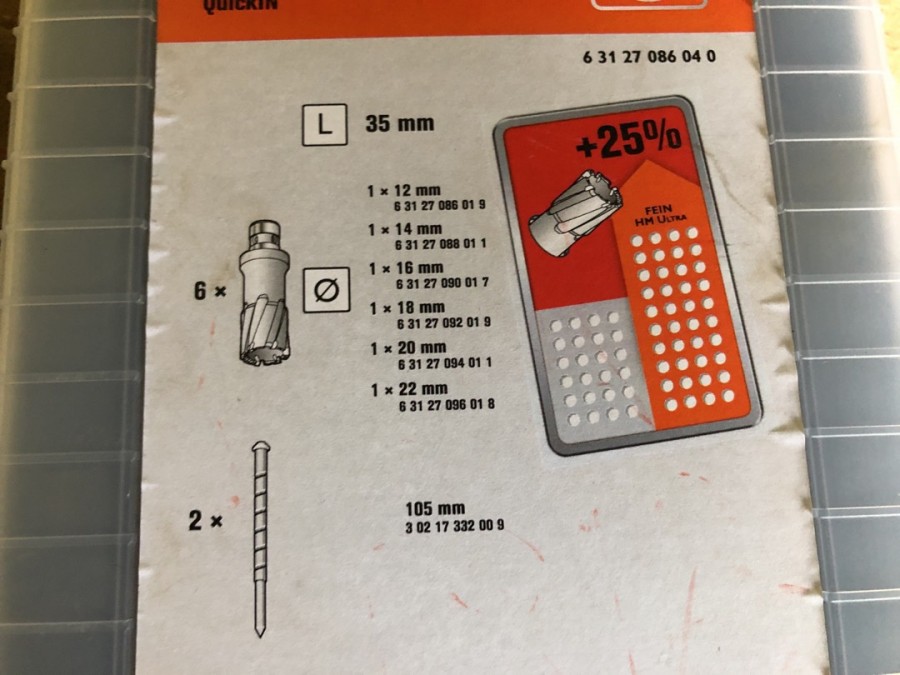 QUICKIN
6 31 27 086 04 0
L 35 mm
+25%
FEIN
HM ULTRA
6 ×
Ø
1 × 12 mm
6 31 27 086 01 9
1 × 14 mm
6 31 27 088 01 1
1 × 16 mm
6 31 27 090 01 7
1 × 18 mm
6 31 27 092 01 9
1 × 20 mm
6 31 27 094 01 1
1 × 22 mm
6 31 27 096 01 8
2 ×
105 mm
3 02 17 332 00 9